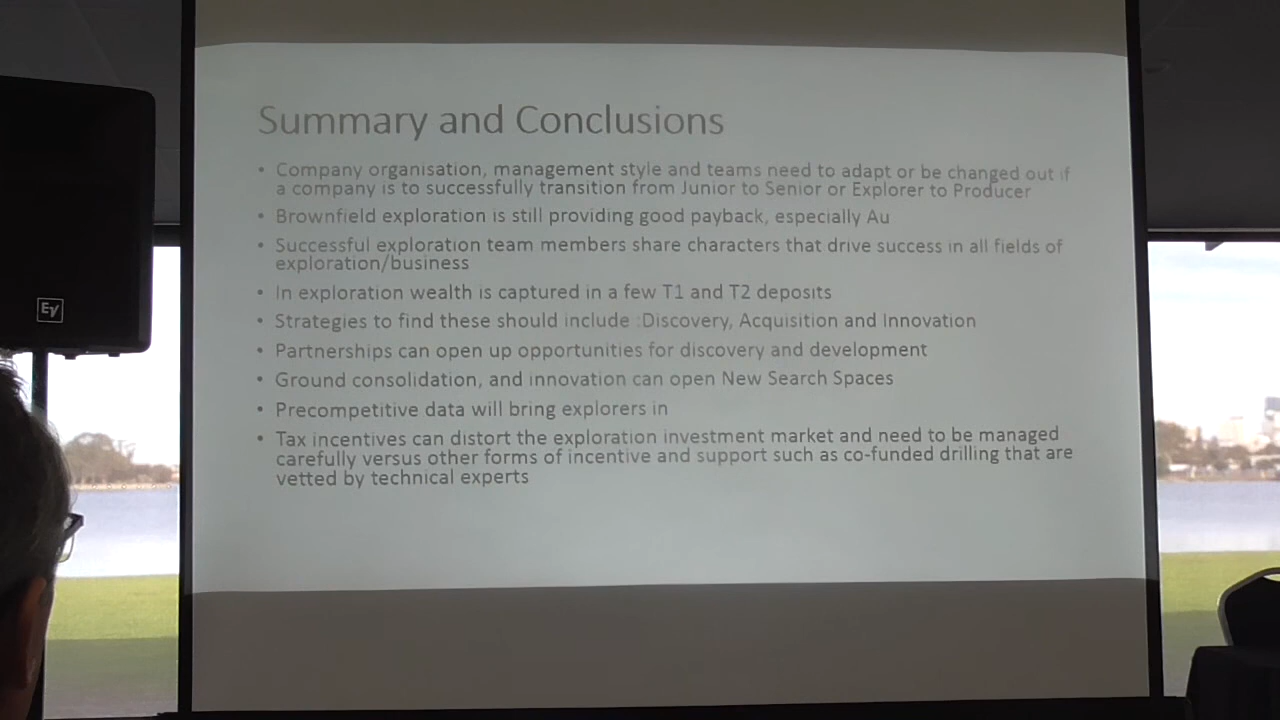 Summary and Conclusions
• Company organisation, management style and teams need to adapt or be changed out if
a company is to successfully transition from Junior to Senior or Explorer to Producer
• Brownfield exploration is still providing good payback, especially Au
• Successful exploration team members share characters that drive success in all fields of
exploration/business
• In exploration wealth is captured in a few T1 and T2 deposits
• Strategies to find these should include :Discovery, Acquisition and Innovation
• Partnerships can open up opportunities for discovery and development
• Ground consolidation, and innovation can open New Search Spaces
• Precompetitive data will bring explorers in
• Tax incentives can distort the exploration investment market and need to be managed
carefully versus other forms of incentive and support such as co-funded drilling that are
vetted by technical experts
EV